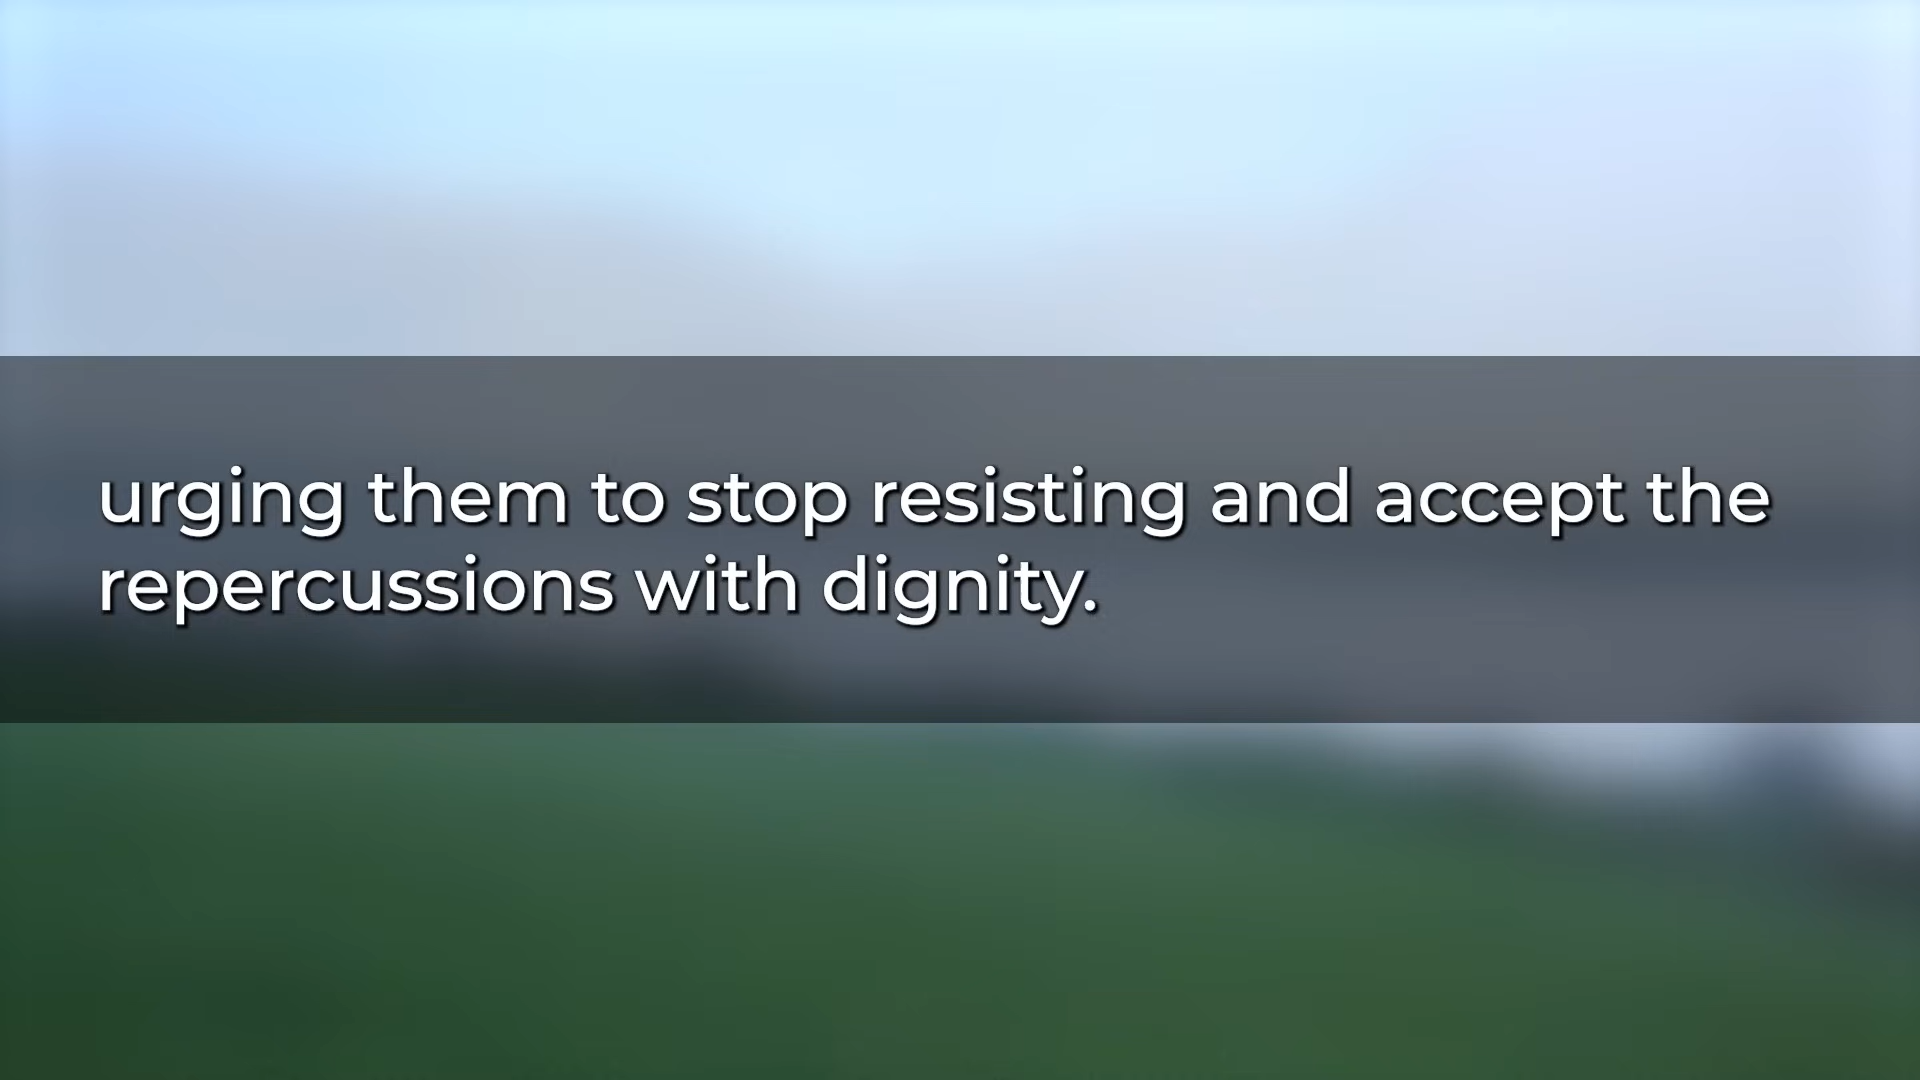 urging them to stop resisting and accept the
repercussions with dignity.